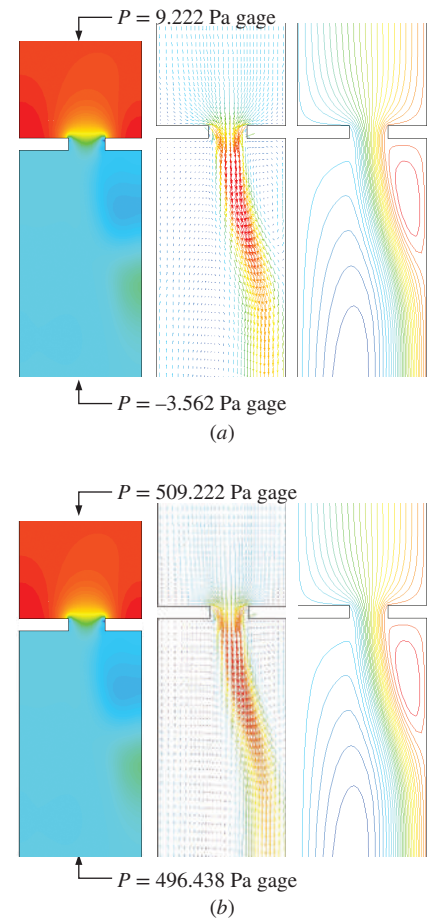 P = 9.222 Pa gage
P = –3.562 Pa gage
(a)
P = 509.222 Pa gage
P = 496.438 Pa gage
(b)